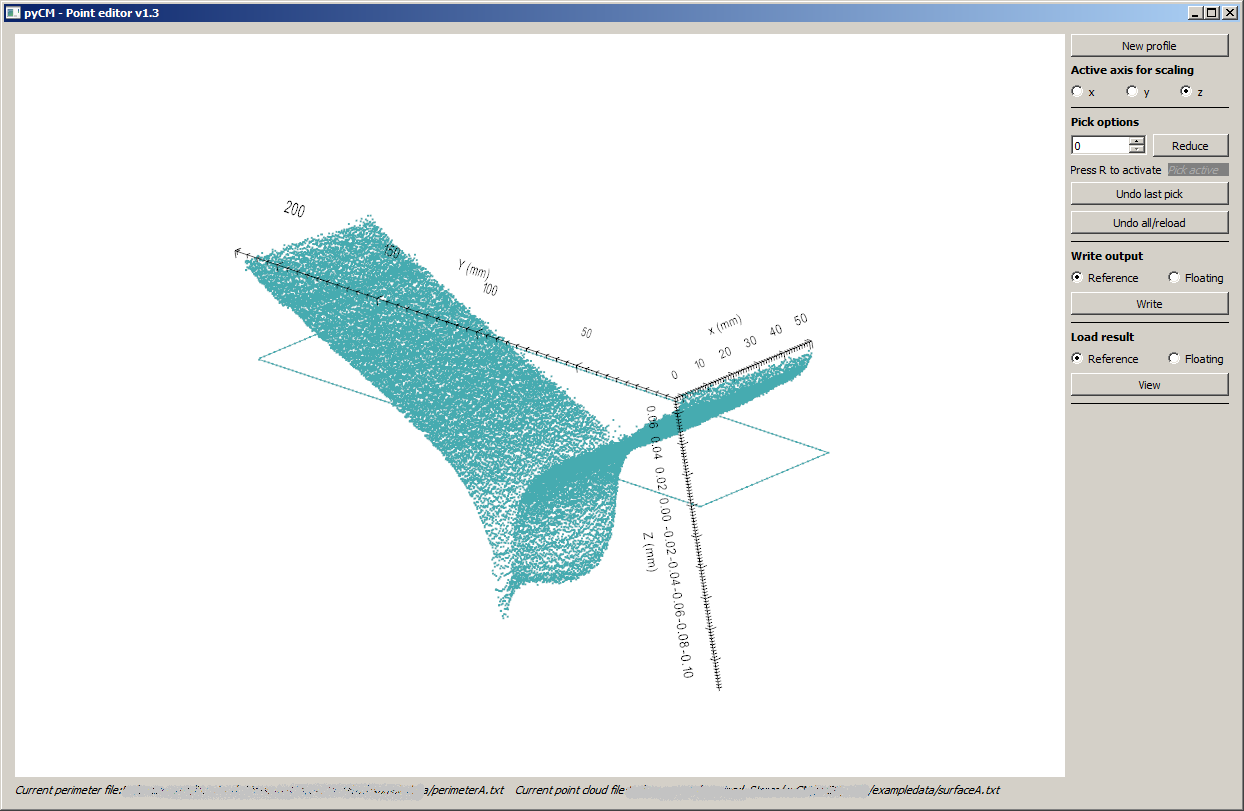 pyCM - Point editor v1.3
New profile
Active axis for scaling
x y z
Pick options
0 Reduce
Press R to activate Pick active
Undo last pick
Undo all/reload
Write output
Reference Floating
Write
Load result
Reference Floating
View
200
150
Y (mm)
100
50
x (mm)
0 10 20 30 40 50
0.06 0.04 0.02 0.00 -0.02 -0.04 -0.06 -0.08 -0.10
Z (mm)
Current perimeter file: a/perimeterA.txt Current point cloud file: /exampledata/surfaceA.txt